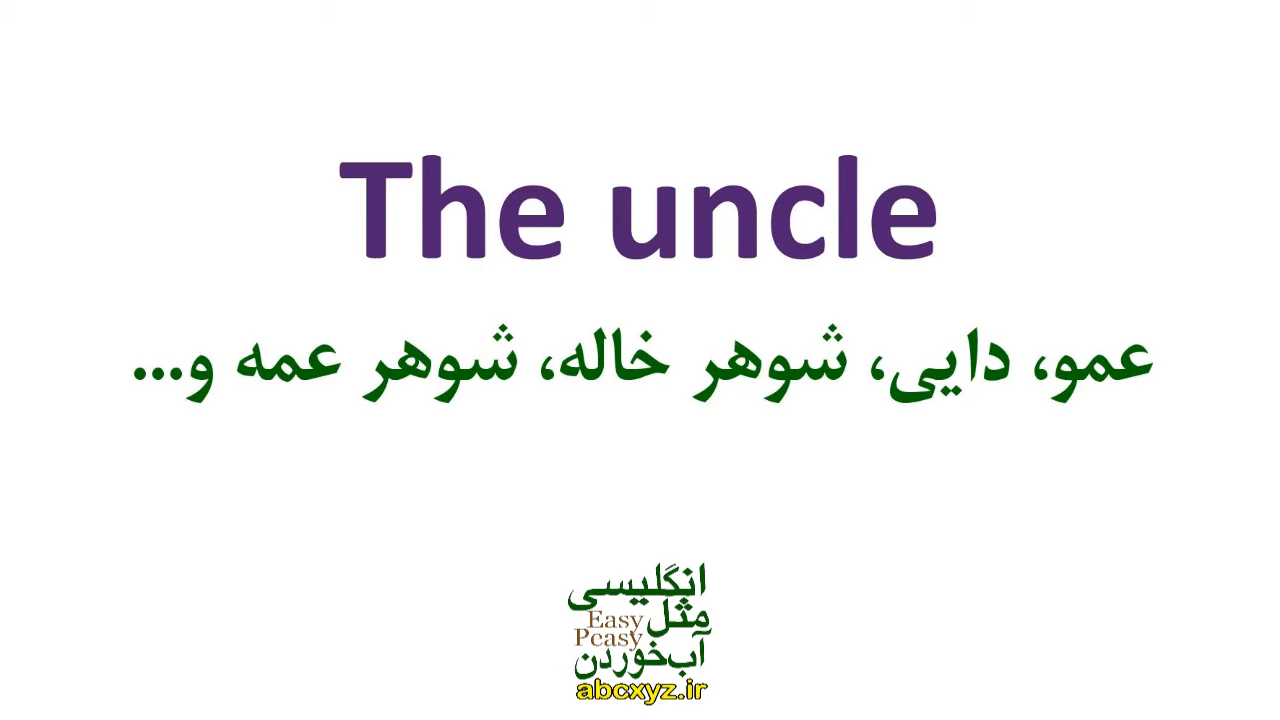 The uncle
عمو، دایی، شوهر خاله، شوهر عمه و...
انگلیسی
مثل
Easy
Peasy
آب‌خوردن
abcxyz.ir